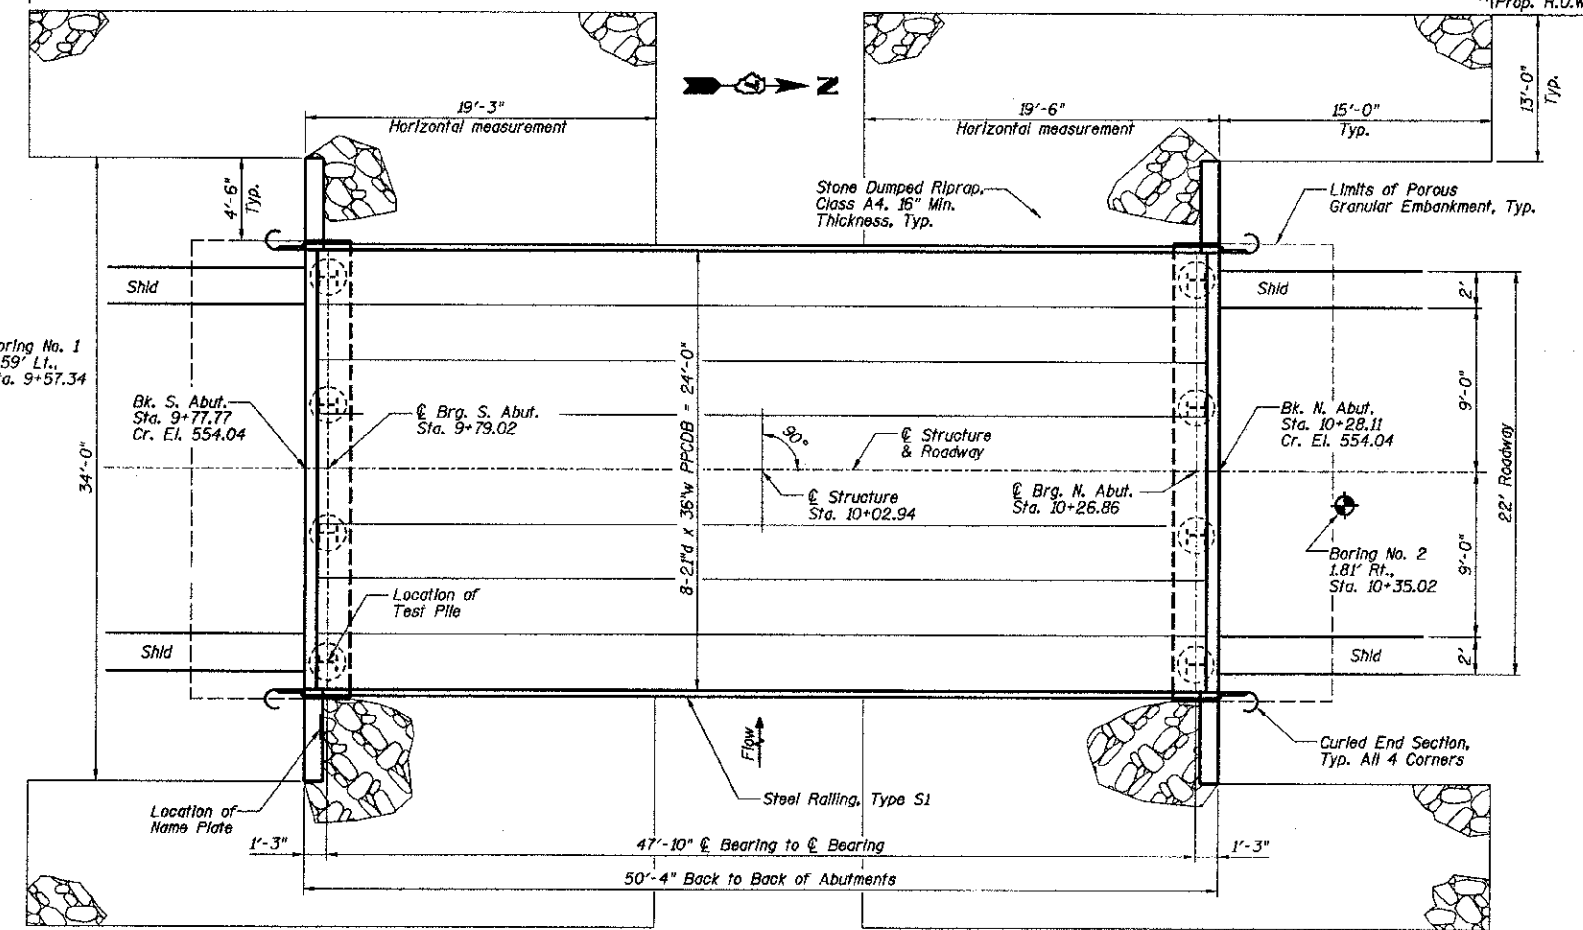 Prop. R.O.W
N
19'-3"
Horizontal measurement
19'-6"
Horizontal measurement
15'-0"
Typ.
13'-0"
Typ.
4'-6"
Typ.
Stone Dumped Riprap,
Class A4. 16" Min.
Thickness, Typ.
Limits of Porous
Granular Embankment, Typ.
Shld
Shld
2'
oring No. 1
59' Lt.,
ta. 9+57.34
Bk. S. Abut.
Sta. 9+77.77
Cr. El. 554.04
℄ Brg. S. Abut.
Sta. 9+79.02
8-21"d x 36"w PPCDB = 24'-0"
90°
℄ Structure
& Roadway
Bk. N. Abut.
Sta. 10+28.11
Cr. El. 554.04
9'-0"
34'-0"
℄ Structure
Sta. 10+02.94
℄ Brg. N. Abut.
Sta. 10+26.86
22' Roadway
Boring No. 2
1.81' Rt.,
Sta. 10+35.02
9'-0"
Location of
Test Pile
Shld
Shld
2'
Flow
Curled End Section,
Typ. All 4 Corners
Steel Railing, Type S1
Location of
Name Plate
1'-3"
47'-10" ℄ Bearing to ℄ Bearing
1'-3"
50'-4" Back to Back of Abutments